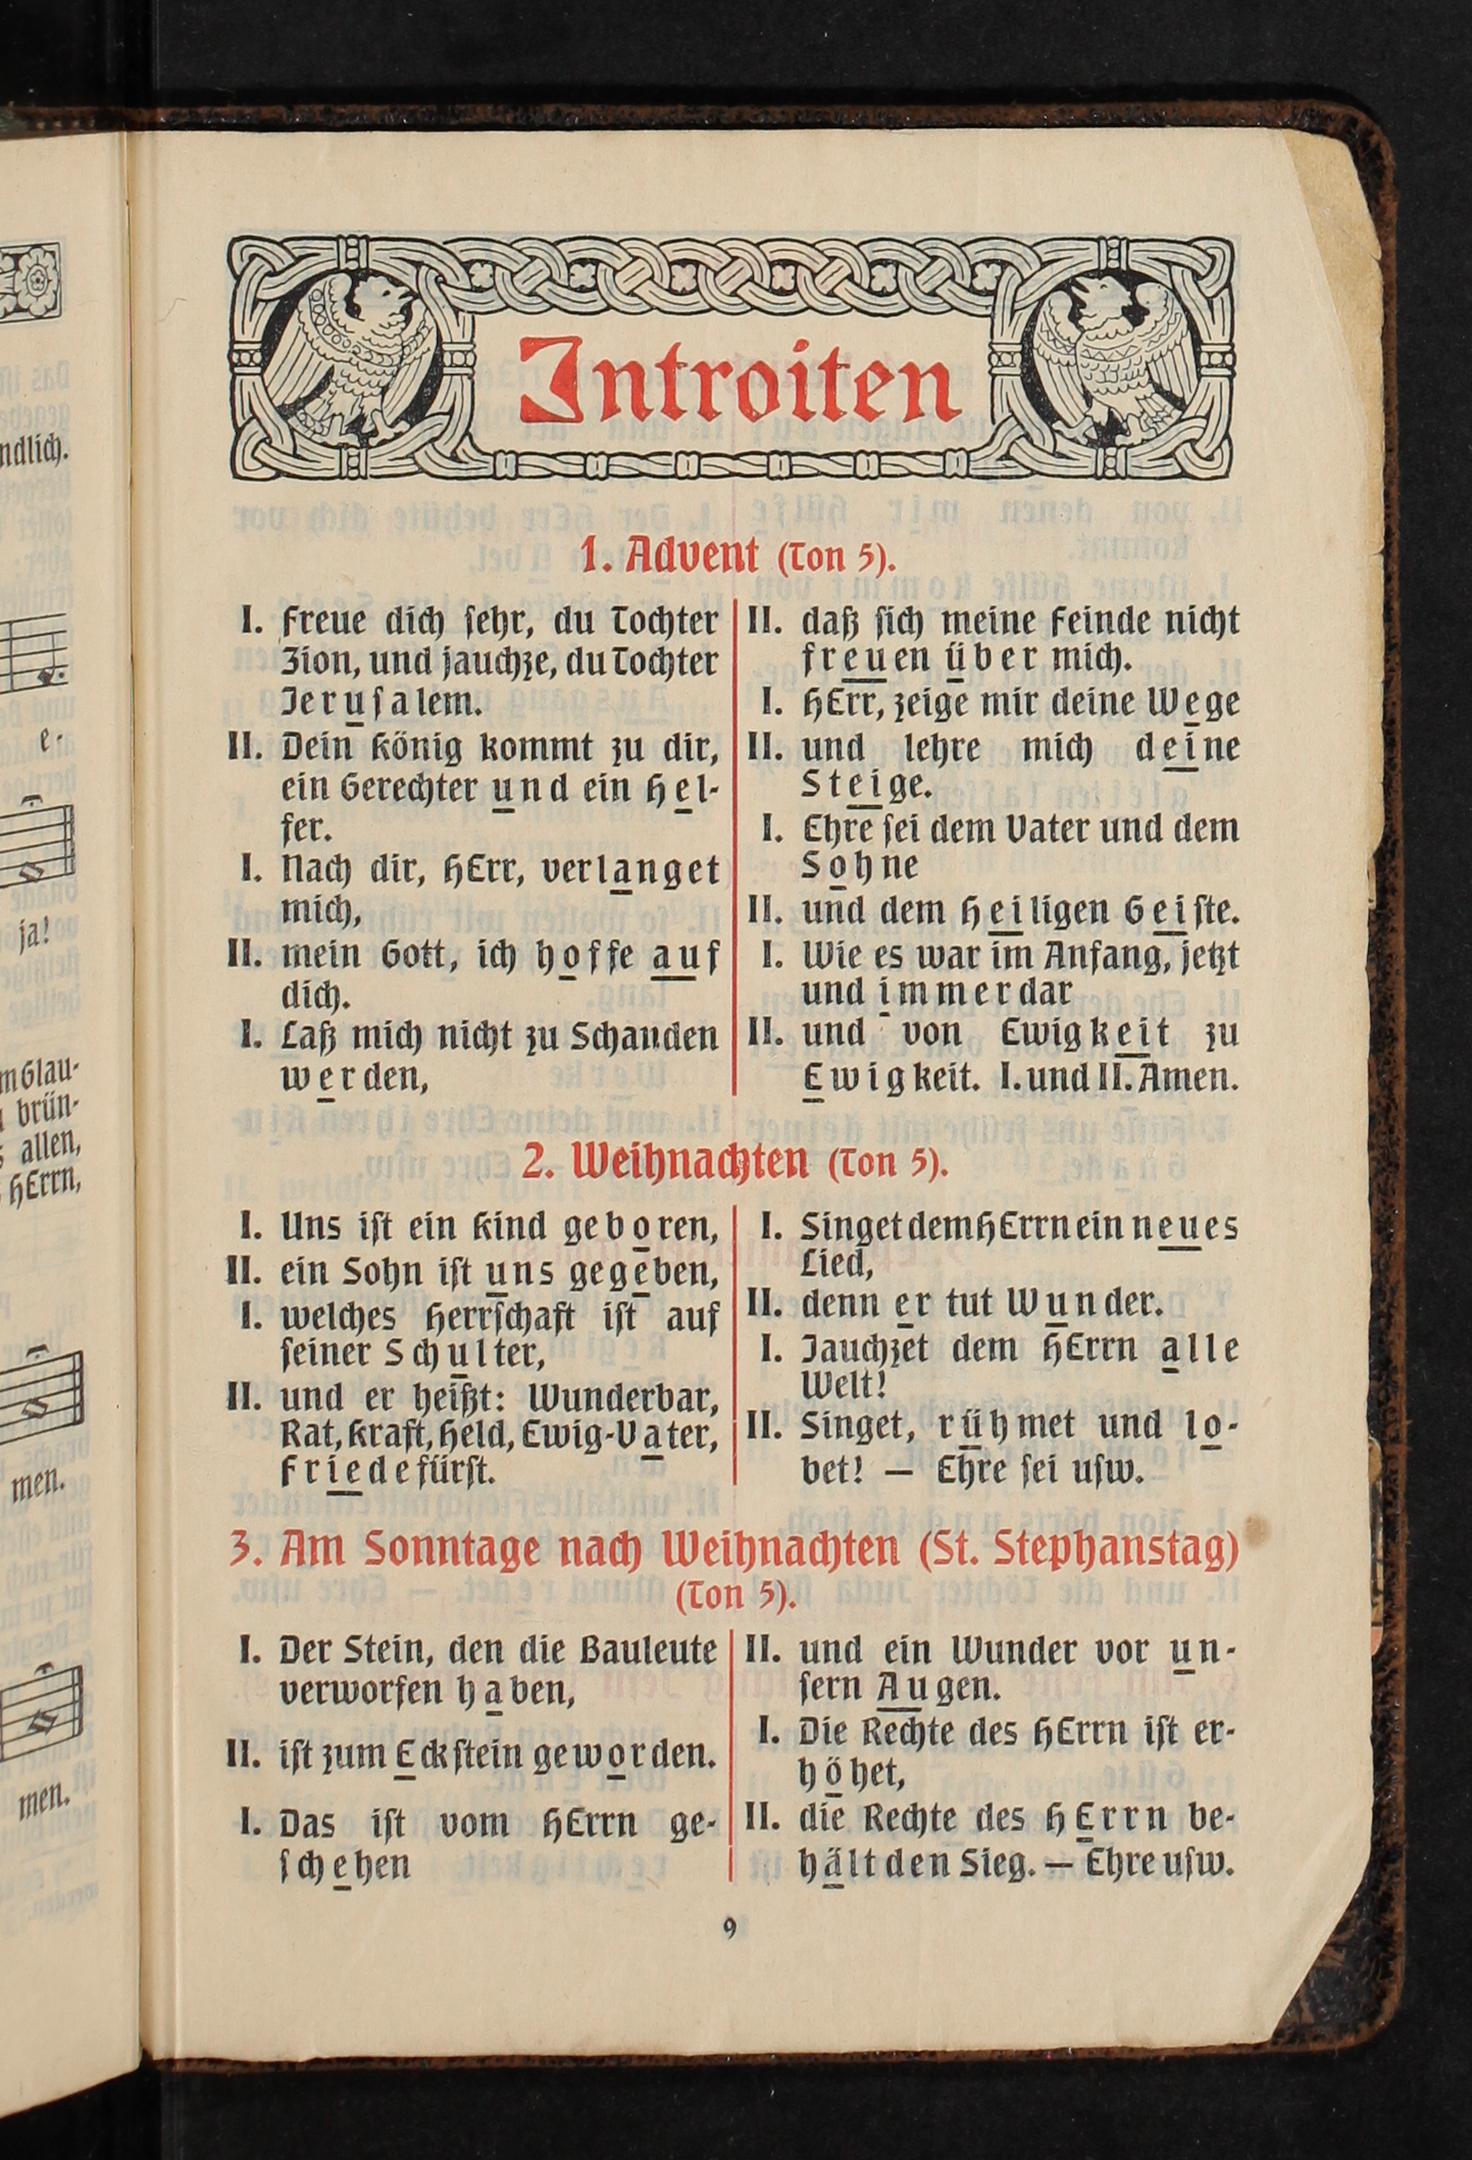 Introiten
1. Advent (Ton 5).
I. Freue dich ſehr, du Tochter
Zion, und jauchze, du Tochter
Jeruſalem.
II. Dein König kommt zu dir,
ein Gerechter und ein Hel-
fer.
I. Nach dir, HErr, verlanget
mich,
II. mein Gott, ich hoffe auf
dich.
I. Laß mich nicht zu Schanden
werden,
II. daß ſich meine Feinde nicht
freuen über mich.
I. HErr, zeige mir deine Wege
II. und lehre mich deine
Steige.
I. Ehre ſei dem Vater und dem
Sohne
II. und dem Heiligen Geiſte.
I. Wie es war im Anfang, jetzt
und immerdar
II. und von Ewigkeit zu
Ewigkeit. I. und II. Amen.
2. Weihnachten (Ton 5).
I. Uns iſt ein Kind geboren,
II. ein Sohn iſt uns gegeben,
I. welches Herrſchaft iſt auf
ſeiner Schulter,
II. und er heißt: Wunderbar,
Rat, Kraft, Held, Ewig-Vater,
Friedefürſt.
I. Singet dem HErrn ein neues
Lied,
II. denn er tut Wunder.
I. Jauchzet dem HErrn alle
Welt!
II. Singet, rühmet und lo-
bet! — Ehre ſei uſw.
3. Am Sonntage nach Weihnachten (St. Stephanstag)
(Ton 5).
I. Der Stein, den die Bauleute
verworfen haben,
II. iſt zum Eckſtein geworden.
I. Das iſt vom HErrn ge-
ſchehen
II. und ein Wunder vor un-
ſern Augen.
I. Die Rechte des HErrn iſt er-
höhet,
II. die Rechte des HErrn be-
hält den Sieg. — Ehre uſw.
9
ndlich.
e-
ja!
m Glau-
brün-
allen,
HErrn,
men.
men.